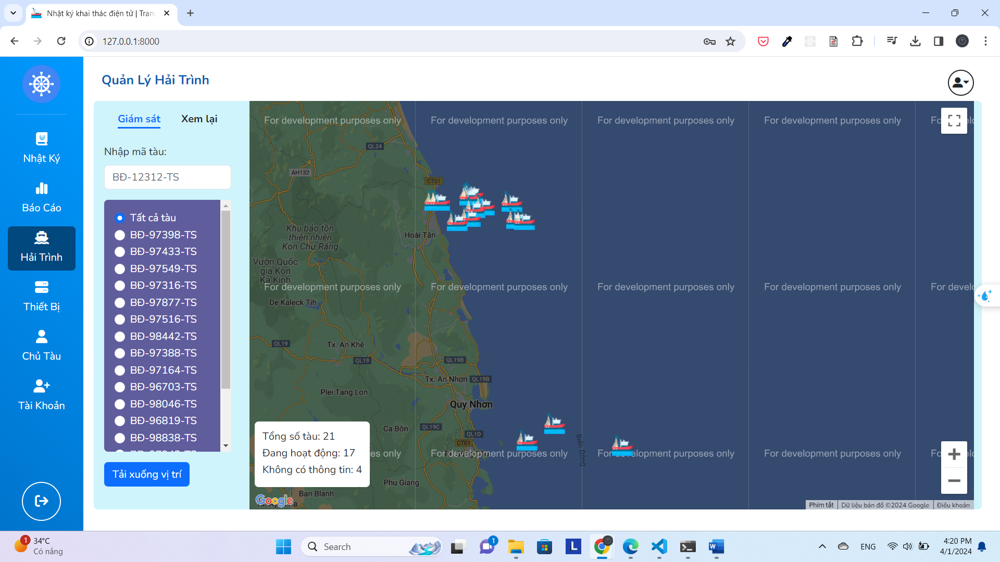 Nhật ký khai thác điện tử | Tran
127.0.0.1:8000
Quản Lý Hải Trình
Nhật Ký
Báo Cáo
Hải Trình
Thiết Bị
Chủ Tàu
Tài Khoản
Giám sát
Xem lại
Nhập mã tàu:
BĐ-12312-TS
Tất cả tàu
BĐ-97398-TS
BĐ-97433-TS
BĐ-97549-TS
BĐ-97316-TS
BĐ-97877-TS
BĐ-97516-TS
BĐ-98442-TS
BĐ-97388-TS
BĐ-97164-TS
BĐ-96703-TS
BĐ-98046-TS
BĐ-96819-TS
BĐ-98838-TS
Tải xuống vị trí
For development purposes only
For development purposes only
For development purposes only
For development purposes only
QL24
AH132
CT01
Khu bảo tồn
thiên nhiên
Kon Chư Răng
Hoài Tân
Vườn Quốc
gia Kon
Ka Kinh
For development purposes only
For development purposes only
For development purposes only
For development purposes only
For devel
De Kaleck Tih
QL19
Tx. An Khê
QL19
QL19B
Tx. An Nhơn
QL19B
Plei Tang Lon
Quy Nhơn
Ca Bôn
QL19C
QL1D
CT01
Biển Đông
Tổng số tàu: 21
Đang hoạt động: 17
Không có thông tin: 4
es only
For development purposes only
For development purposes only
For development purposes only
Phu Giang
Ban Blanh
Google
Phím tắt
Dữ liệu bản đồ ©2024 Google
Điều khoản
1
34°C
Có nắng
Search
1
L
W
ENG
4:20 PM
4/1/2024